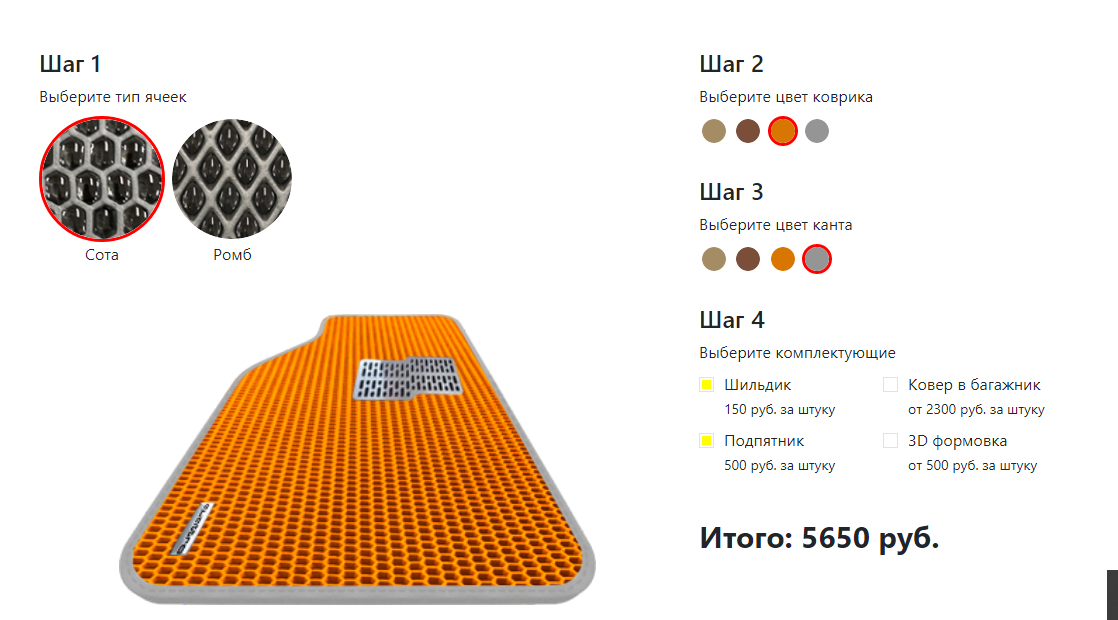 Шаг 1
Выберите тип ячеек
Сота
Ромб
Шаг 2
Выберите цвет коврика
Шаг 3
Выберите цвет канта
Шаг 4
Выберите комплектующие
Шильдик
150 руб. за штуку
Ковер в багажник
от 2300 руб. за штуку
Подпятник
500 руб. за штуку
3D формовка
от 500 руб. за штуку
Итого: 5650 руб.